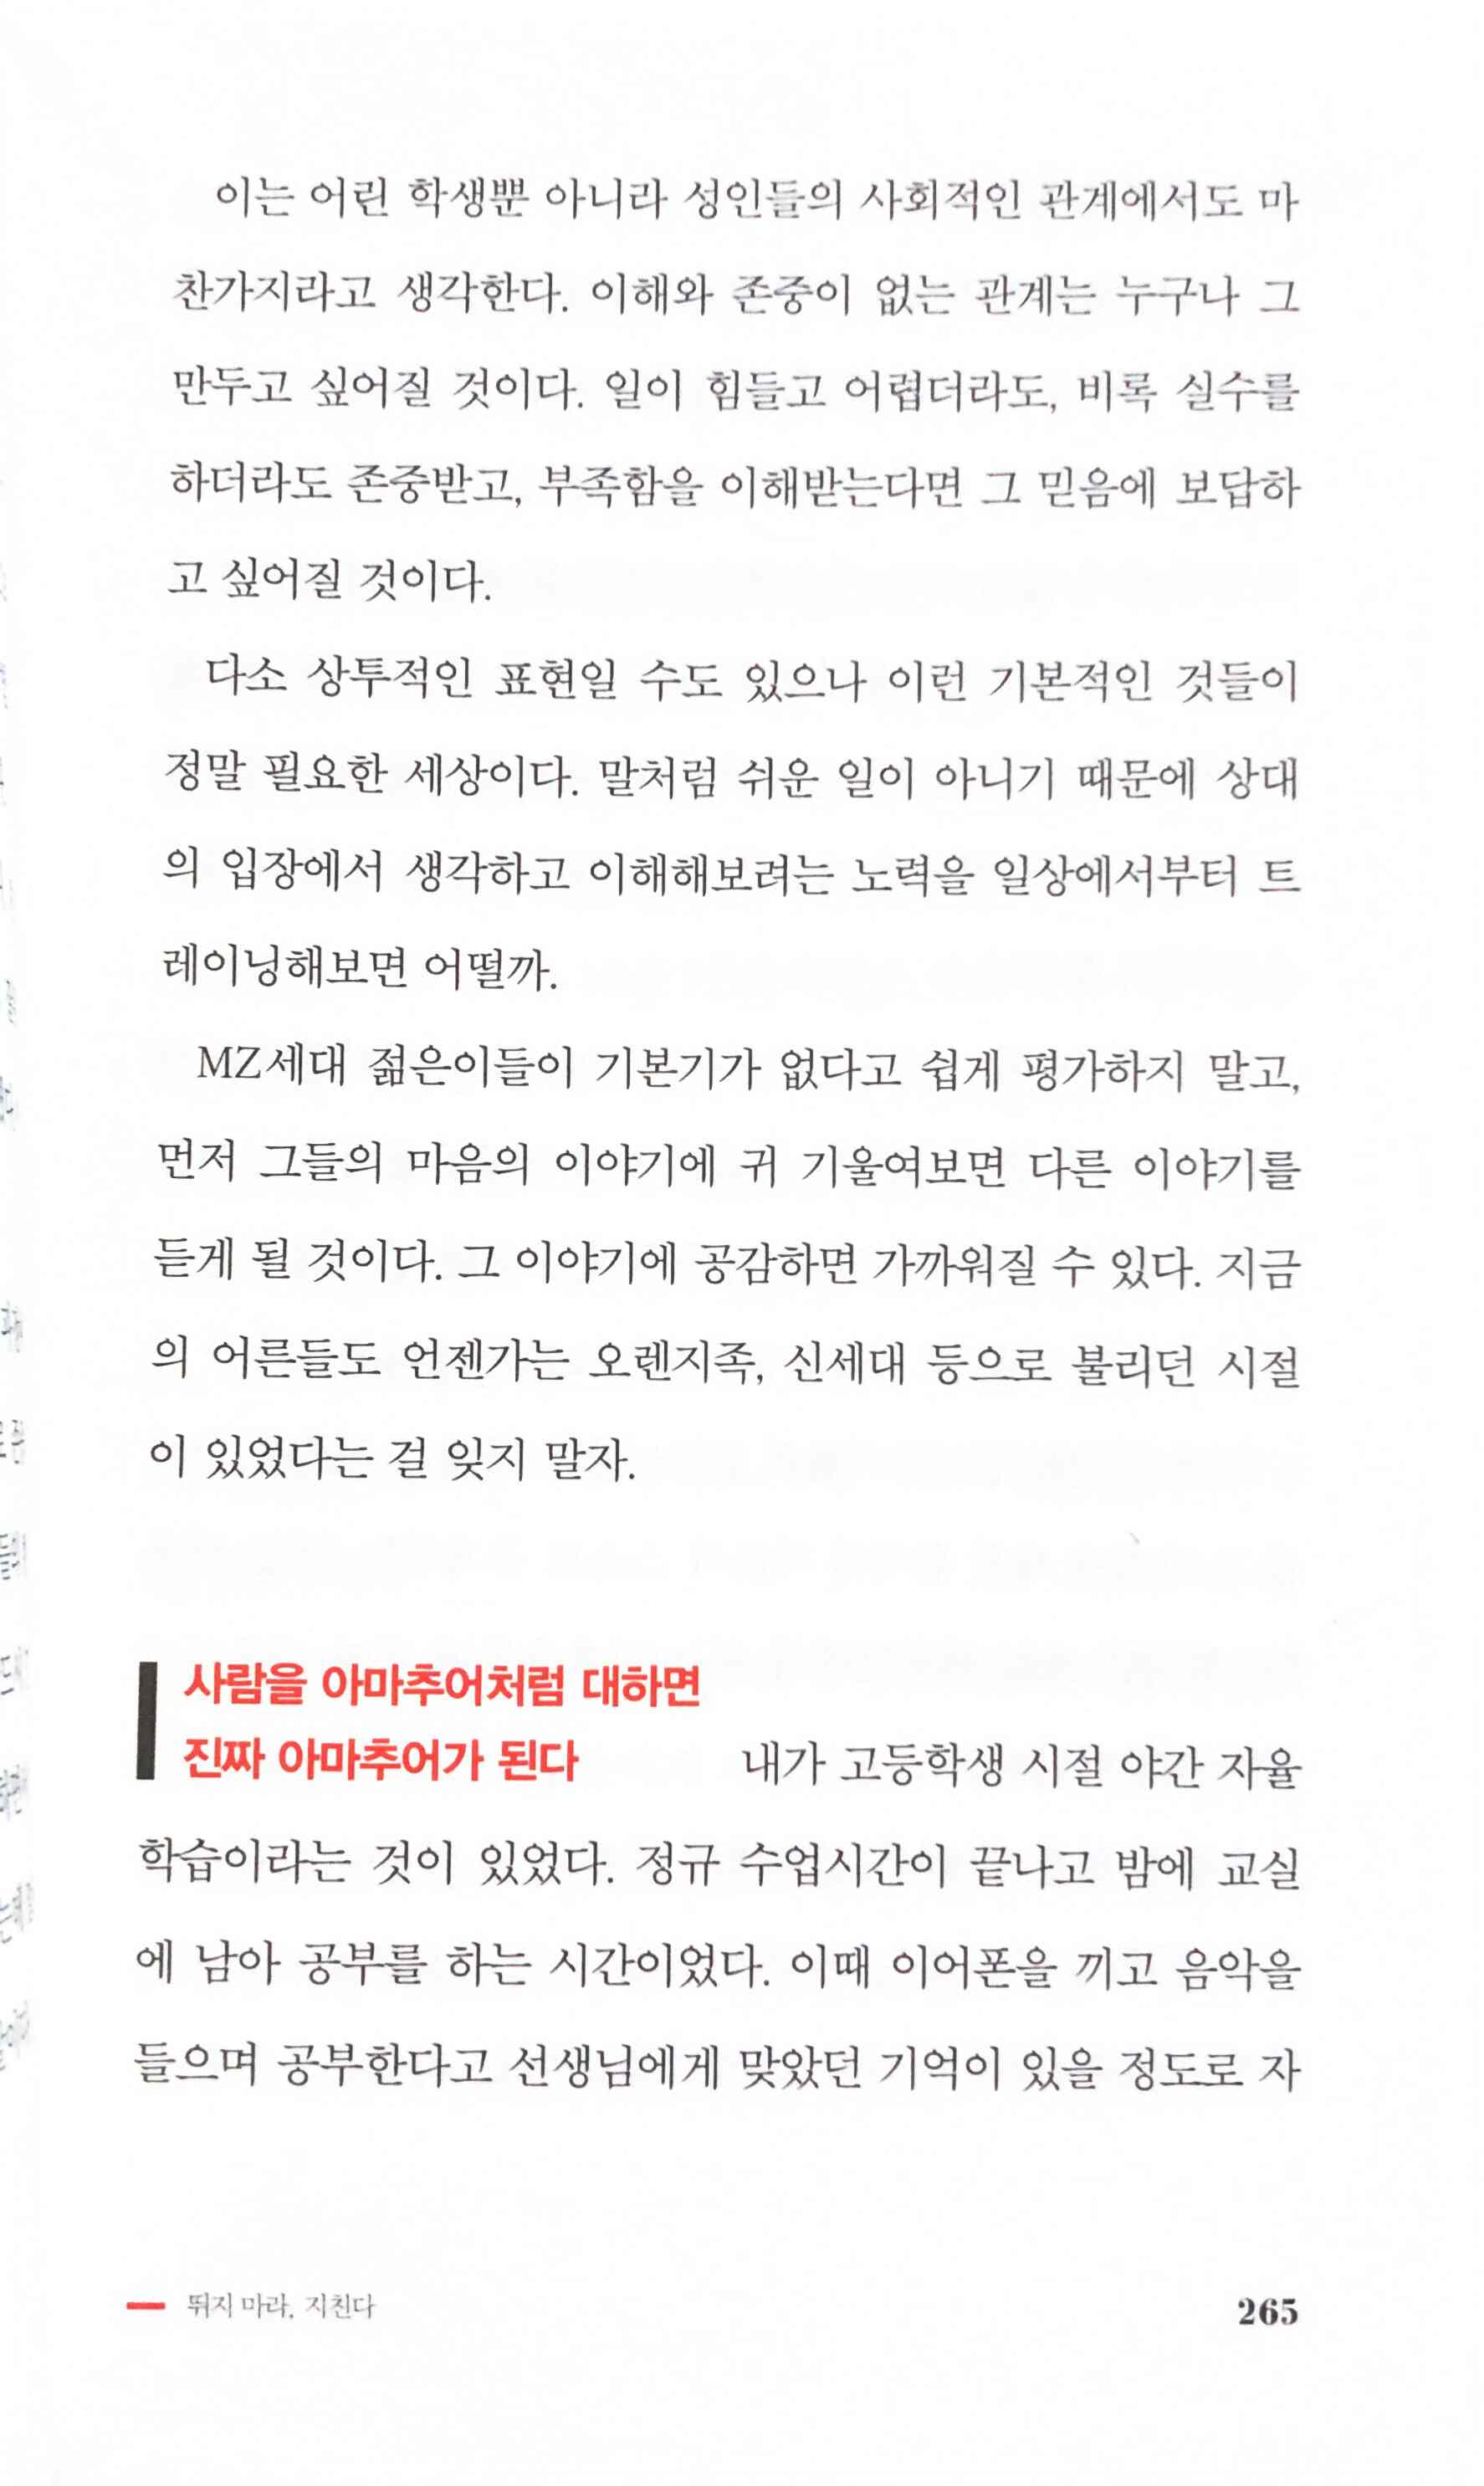 이는 어린 학생뿐 아니라 성인들의 사회적인 관계에서도 마
찬가지라고 생각한다. 이해와 존중이 없는 관계는 누구나 그
만두고 싶어질 것이다. 일이 힘들고 어렵더라도, 비록 실수를
하더라도 존중받고, 부족함을 이해받는다면 그 믿음에 보답하
고 싶어질 것이다.
다소 상투적인 표현일 수도 있으나 이런 기본적인 것들이
정말 필요한 세상이다. 말처럼 쉬운 일이 아니기 때문에 상대
의 입장에서 생각하고 이해해보려는 노력을 일상에서부터 트
레이닝해보면 어떨까.
MZ세대 젊은이들이 기본기가 없다고 쉽게 평가하지 말고,
먼저 그들의 마음의 이야기에 귀 기울여보면 다른 이야기를
듣게 될 것이다. 그 이야기에 공감하면 가까워질 수 있다. 지금
의 어른들도 언젠가는 오렌지족, 신세대 등으로 불리던 시절
이 있었다는 걸 잊지 말자.
사람을 아마추어처럼 대하면
진짜 아마추어가 된다 내가 고등학생 시절 야간 자율
학습이라는 것이 있었다. 정규 수업시간이 끝나고 밤에 교실
에 남아 공부를 하는 시간이었다. 이때 이어폰을 끼고 음악을
들으며 공부한다고 선생님에게 맞았던 기억이 있을 정도로 자
뛰지 마라, 지친다 265